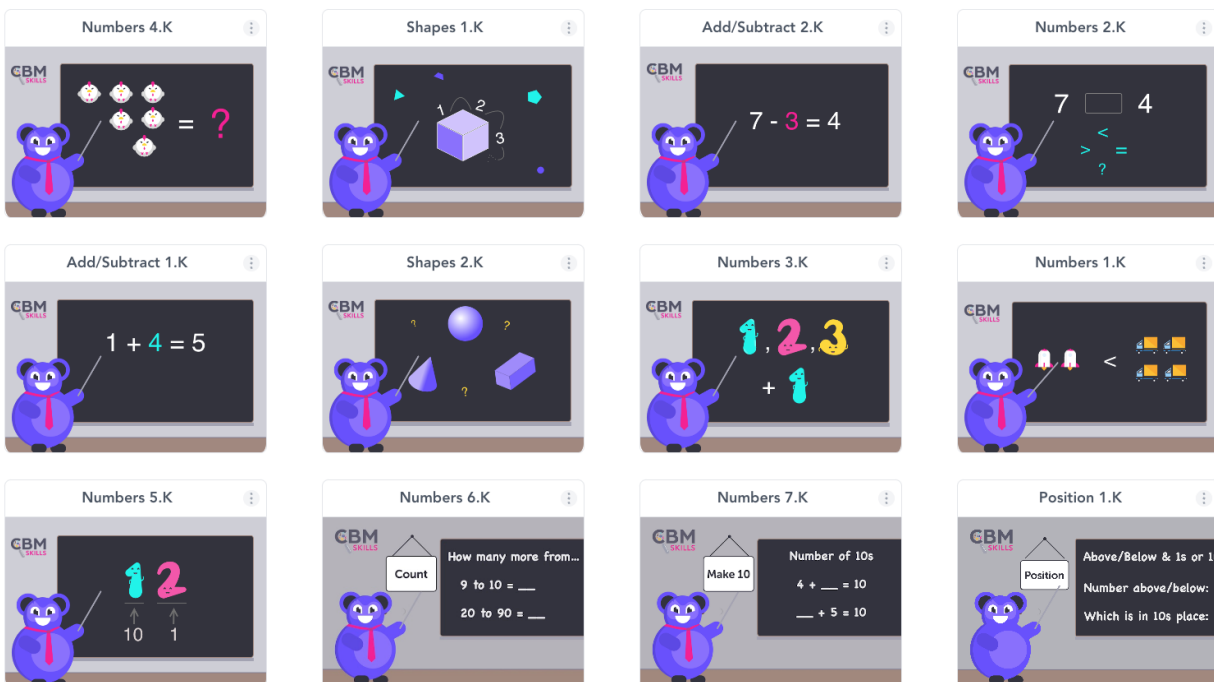 Numbers 4.K
CBM
SKILLS
= ?
Shapes 1.K
CBM
SKILLS
1 2
3
Add/Subtract 2.K
CBM
SKILLS
7 - 3 = 4
Numbers 2.K
CBM
SKILLS
7 4
<
> =
?
Add/Subtract 1.K
CBM
SKILLS
1 + 4 = 5
Shapes 2.K
CBM
SKILLS
? ?
?
Numbers 3.K
CBM
SKILLS
1, 2, 3
+ 1
Numbers 1.K
CBM
SKILLS
<
Numbers 5.K
CBM
SKILLS
1 2
10 1
Numbers 6.K
CBM
SKILLS
Count
How many more from...
9 to 10 = __
20 to 90 = __
Numbers 7.K
CBM
SKILLS
Make 10
Number of 10s
4 + __ = 10
__ + 5 = 10
Position 1.K
CBM
SKILLS
Position
Above/Below & 1s or 1
Number above/below:
Which is in 10s place: